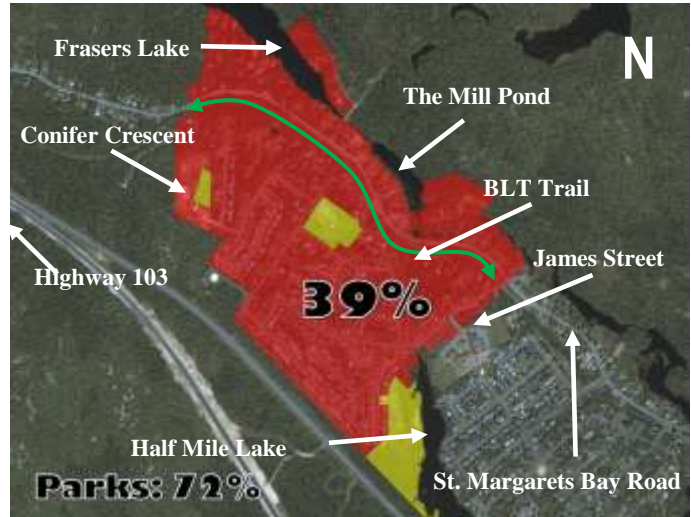 Frasers Lake
N
The Mill Pond
Conifer Crescent
BLT Trail
James Street
Highway 103
39%
Half Mile Lake
St. Margarets Bay Road
Parks: 72%